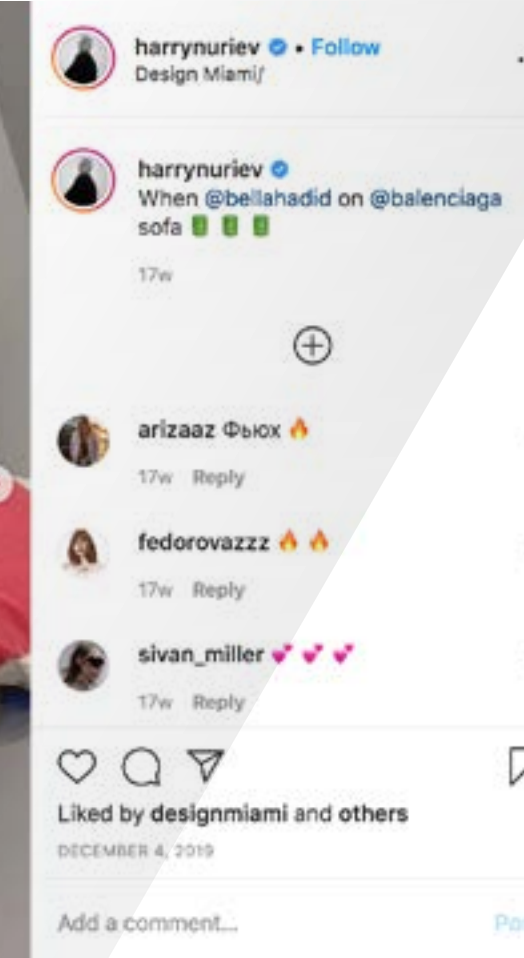 harrynuriev • Follow
Design Miami/
harrynuriev
When @bellahadid on @balenciaga
sofa
17w
arizaaz Фьюх 🔥
17w Reply
fedorovazzz 🔥 🔥
17w Reply
sivan_miller 💕 💕 💕
17w Reply
Liked by designmiami and others
DECEMBER 4, 2019
Add a comment...